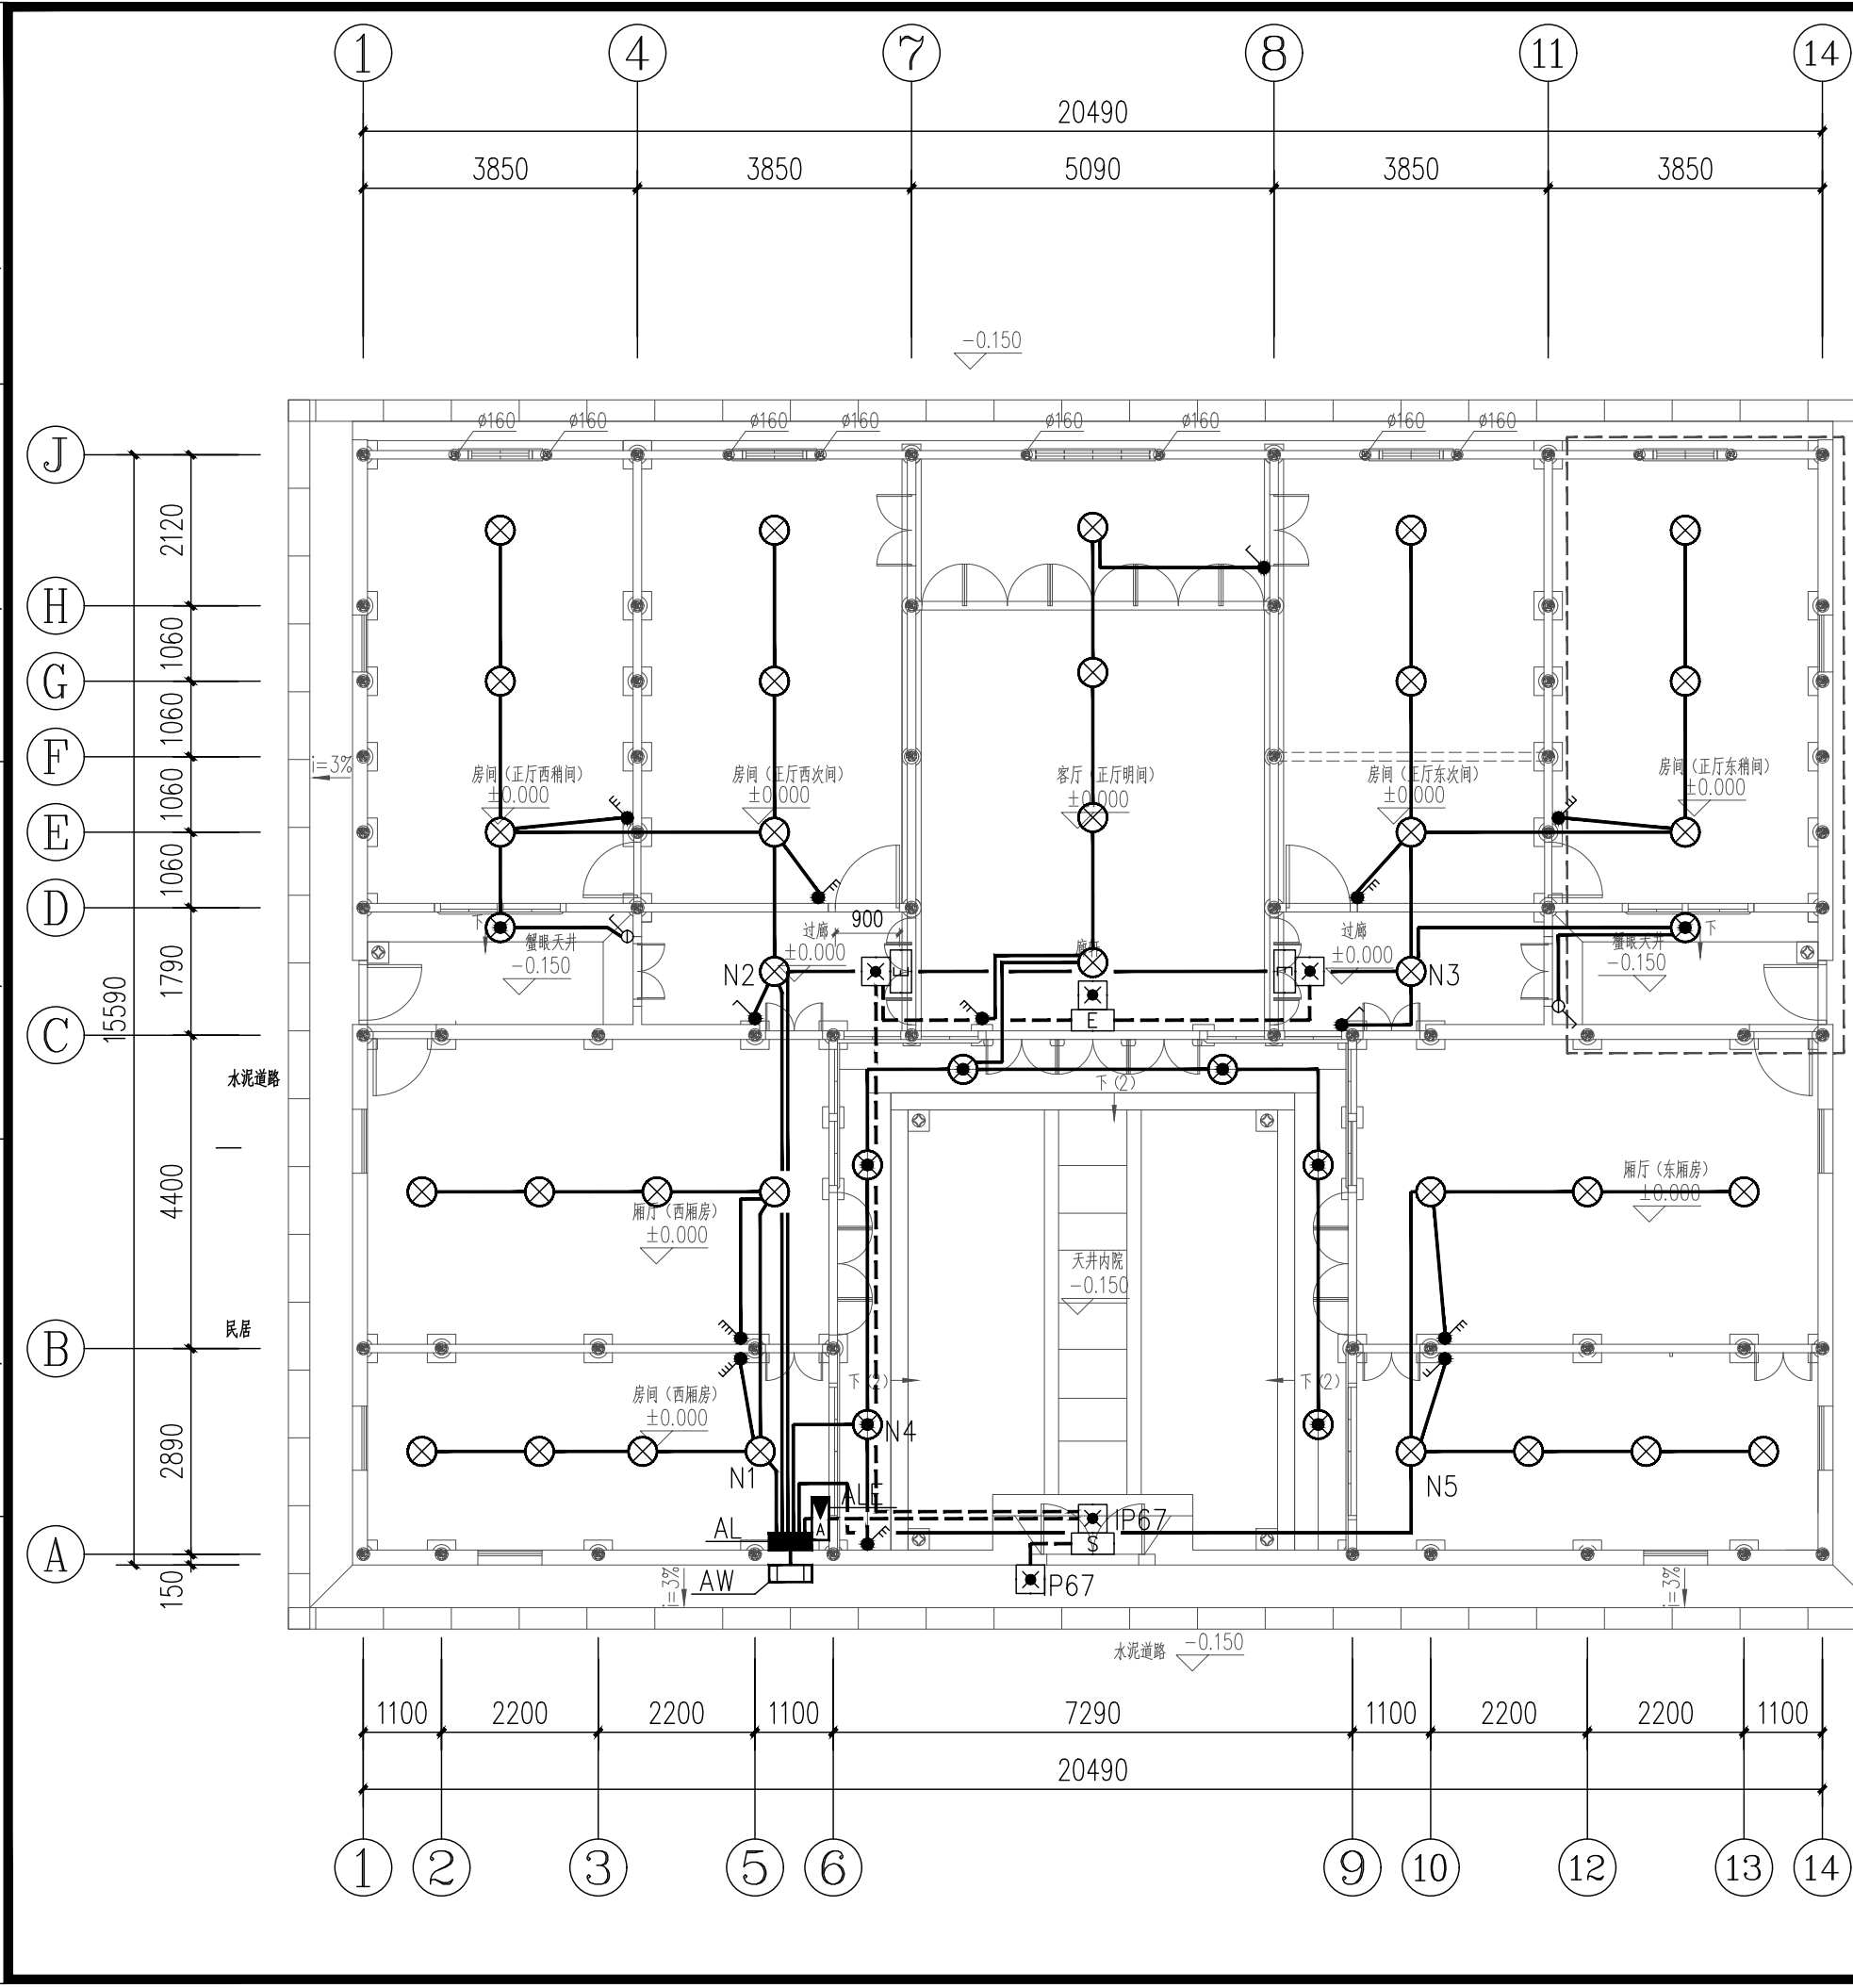 1 4 7 8 11 14
20490
3850 3850 5090 3850 3850
-0.150
ø160 ø160 ø160 ø160 ø160 ø160 ø160 ø160
J
2120
H
1060
G
1060
F
i=3%
1060
房间（正厅西稍间） 房间（正厅西次间） 客厅（正厅明间） 房间（正厅东次间） 房间（正厅东稍间）
±0.000 ±0.000 ±0.000 ±0.000 ±0.000
E
1060
D
900
下 过廊 过廊 下
蟹眼天井 ±0.000 ±0.000 蟹眼天井
-0.150 -0.150
N2 E E N3
1790
15590
E
C
水泥道路
下(2)
4400
厢厅（西厢房） 厢厅（东厢房）
±0.000 ±0.000
天井内院
-0.150
民居
B
下(2) 下(2)
房间（西厢房）
±0.000
N4
2890
N1 N5
ALE
AL A IP67
S
A
150
i=3% AW P67 i=3%
水泥道路 -0.150
1100 2200 2200 1100 7290 1100 2200 2200 1100
20490
1 2 3 5 6 9 10 12 13 14